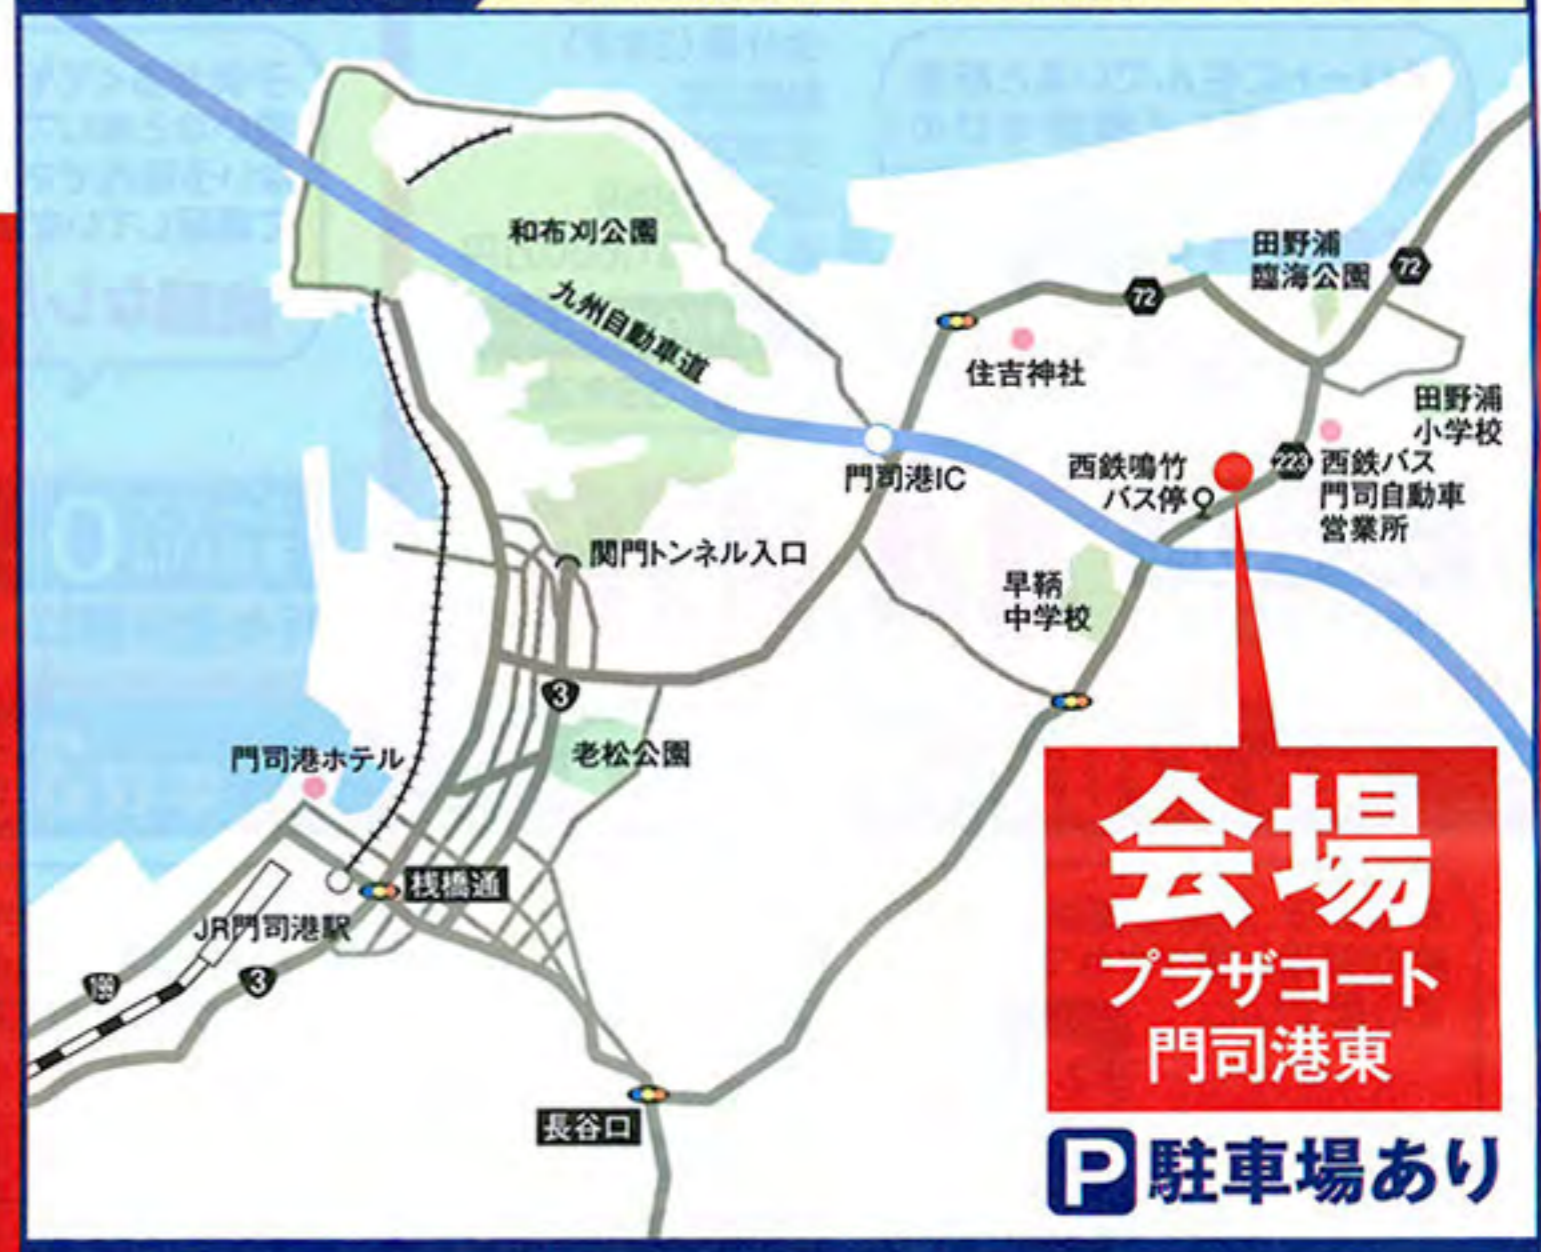 和布刈公園
九州自動車道
田野浦
臨海公園
72
72
住吉神社
田野浦
小学校
門司港IC
西鉄鳴竹
バス停
223
西鉄バス
門司自動車
営業所
関門トンネル入口
早鞆
中学校
3
老松公園
門司港ホテル
桟橋通
JR門司港駅
199
3
長谷口
会場
プラザコート
門司港東
P駐車場あり